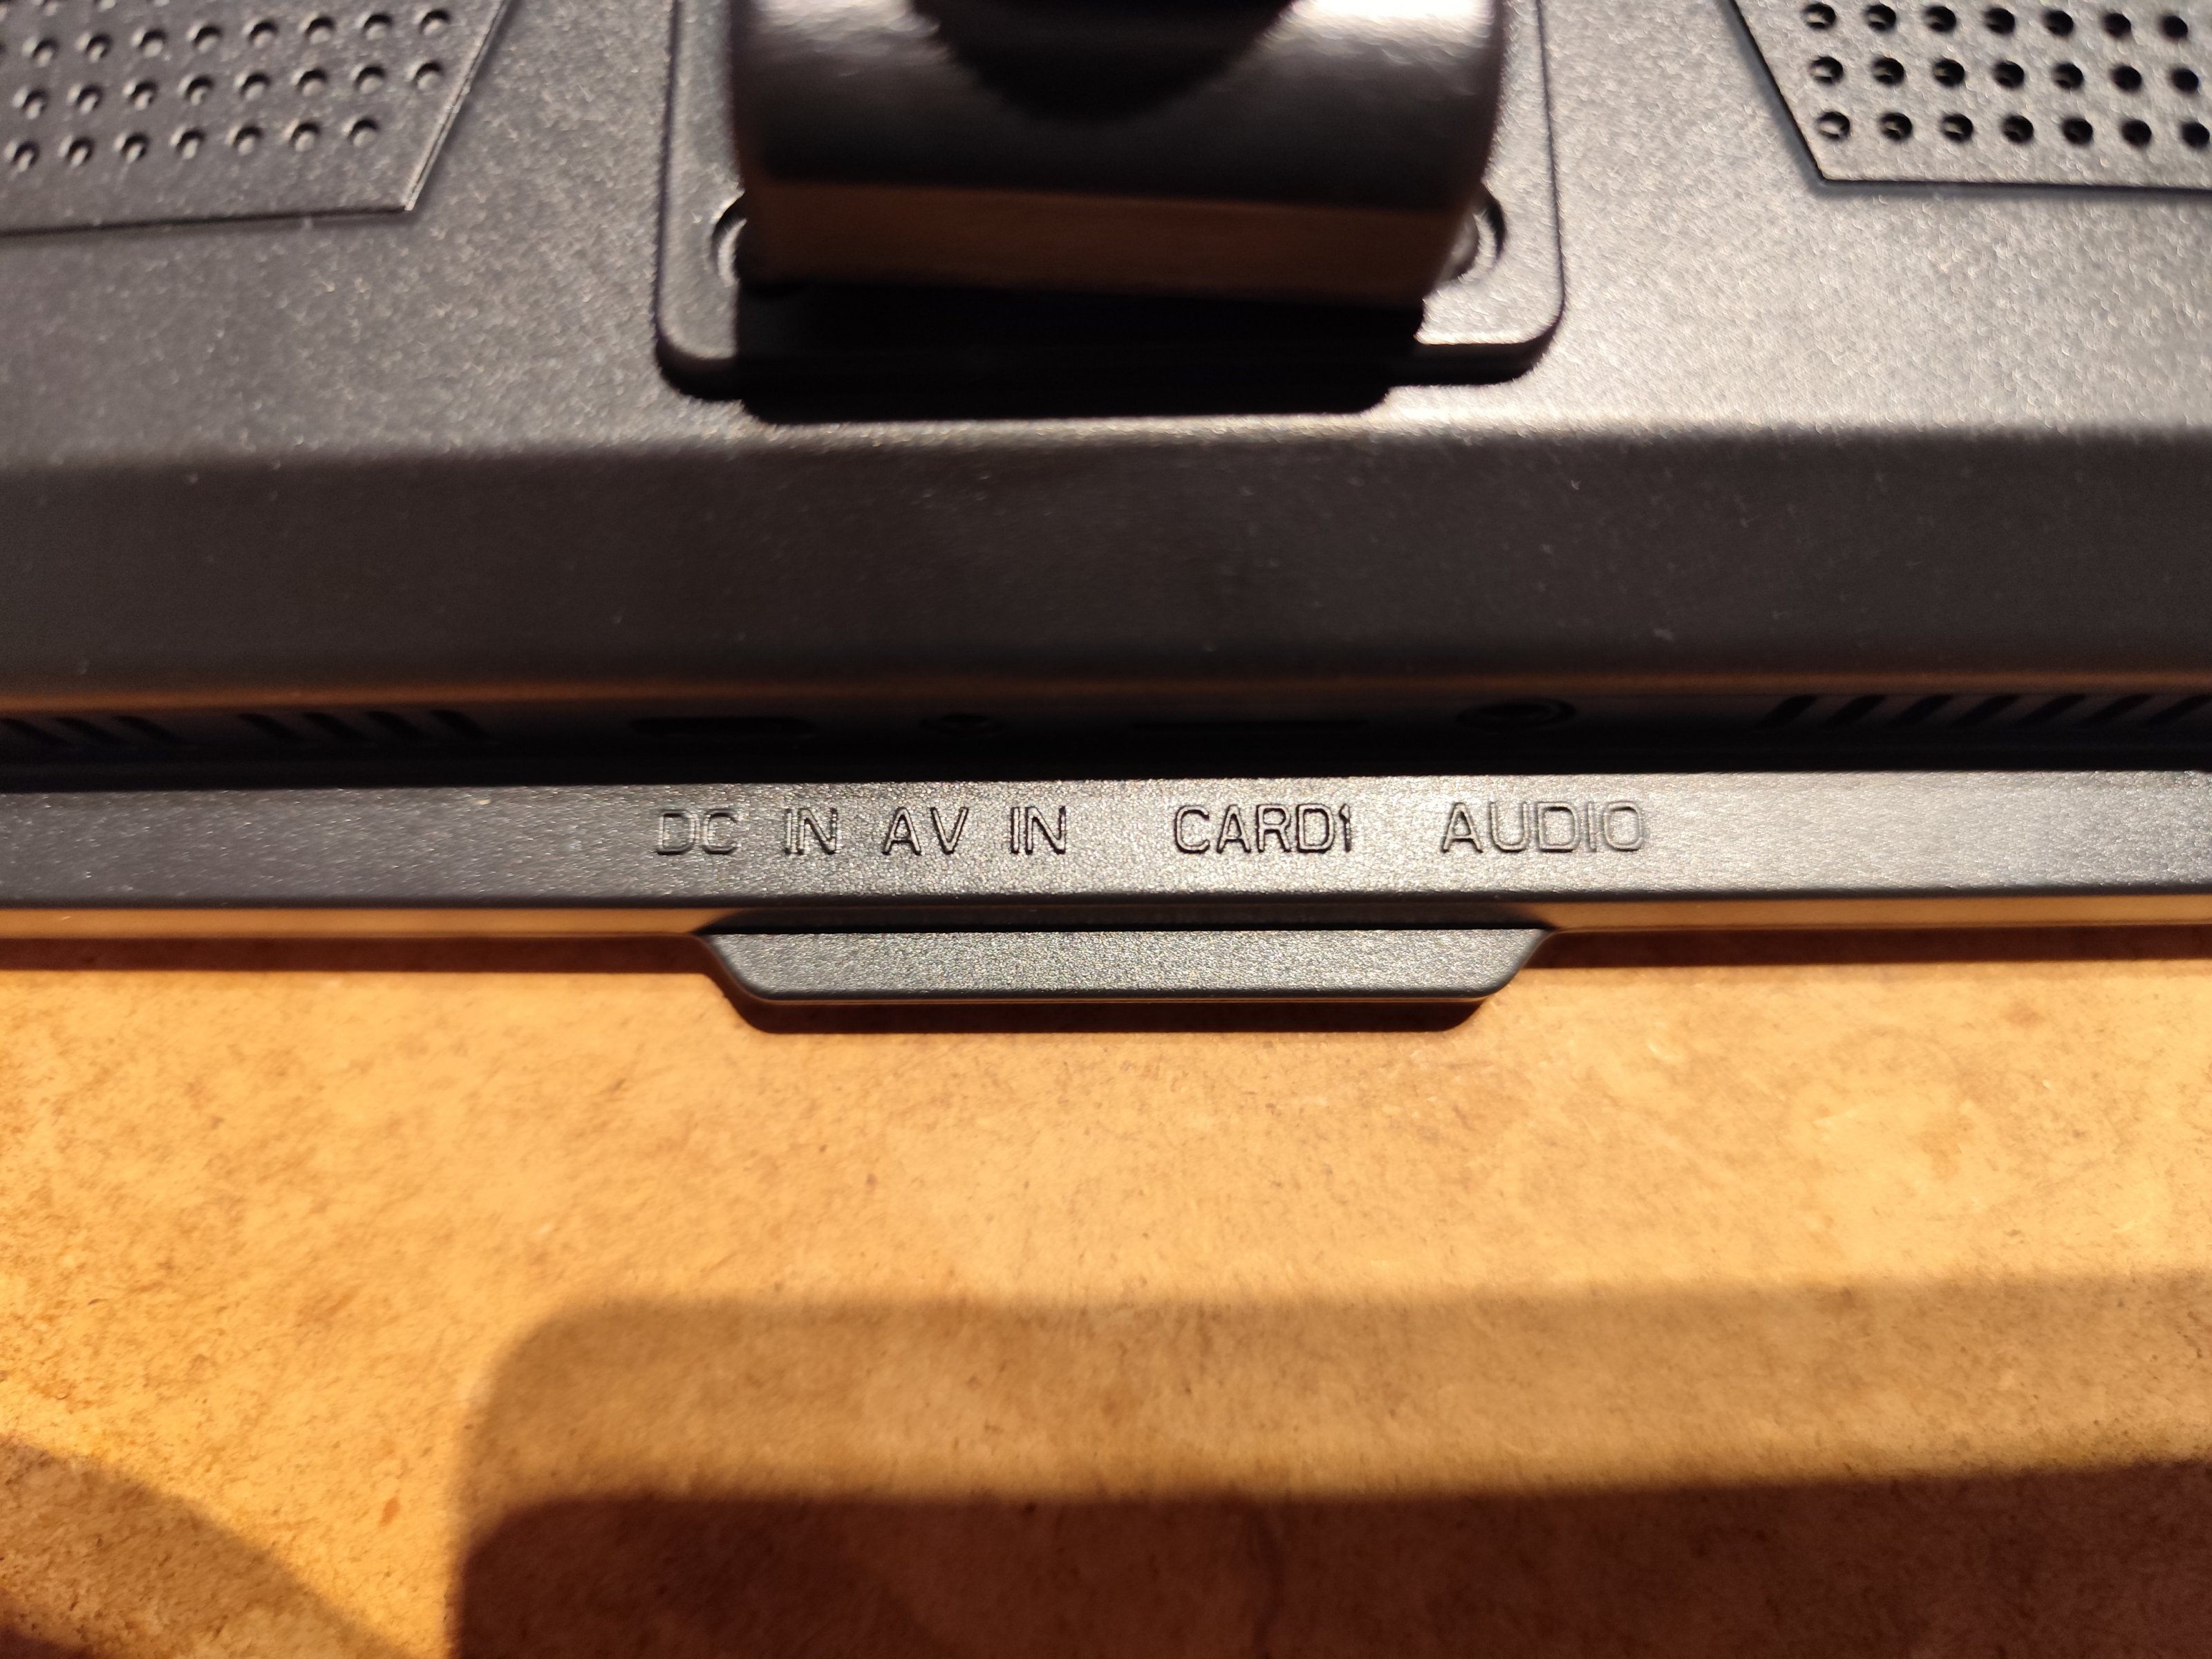 DC IN AV IN CARD1 AUDIO